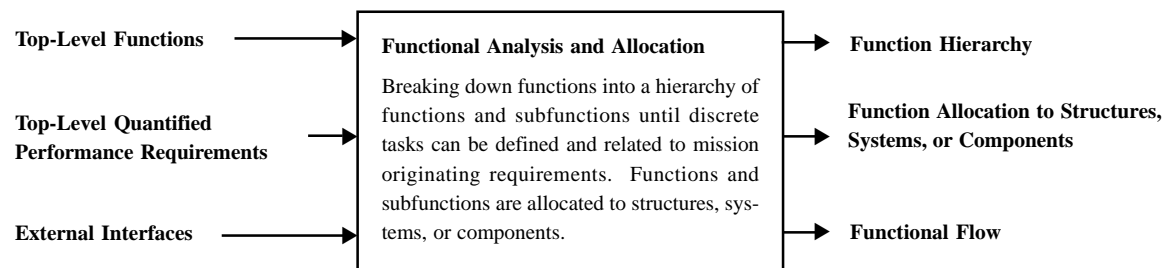 Top-Level Functions
Top-Level Quantified
Performance Requirements
External Interfaces
Functional Analysis and Allocation
Breaking down functions into a hierarchy of
functions and subfunctions until discrete
tasks can be defined and related to mission
originating requirements. Functions and
subfunctions are allocated to structures, sys-
tems, or components.
Function Hierarchy
Function Allocation to Structures,
Systems, or Components
Functional Flow